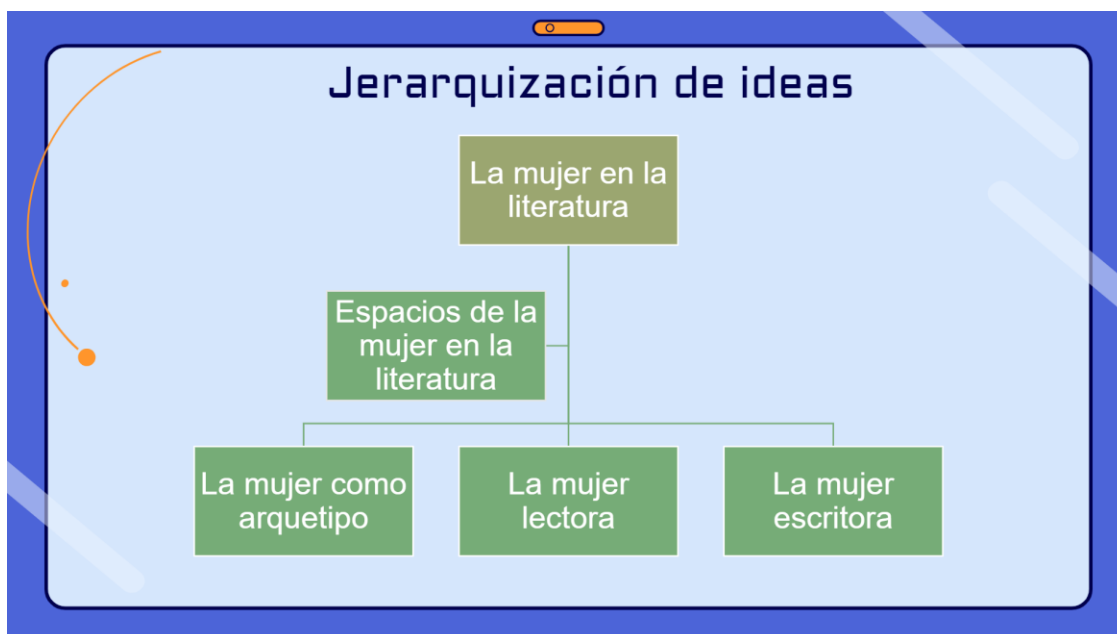 Jerarquización de ideas
La mujer en la
literatura
Espacios de la
mujer en la
literatura
La mujer como
arquetipo
La mujer
lectora
La mujer
escritora